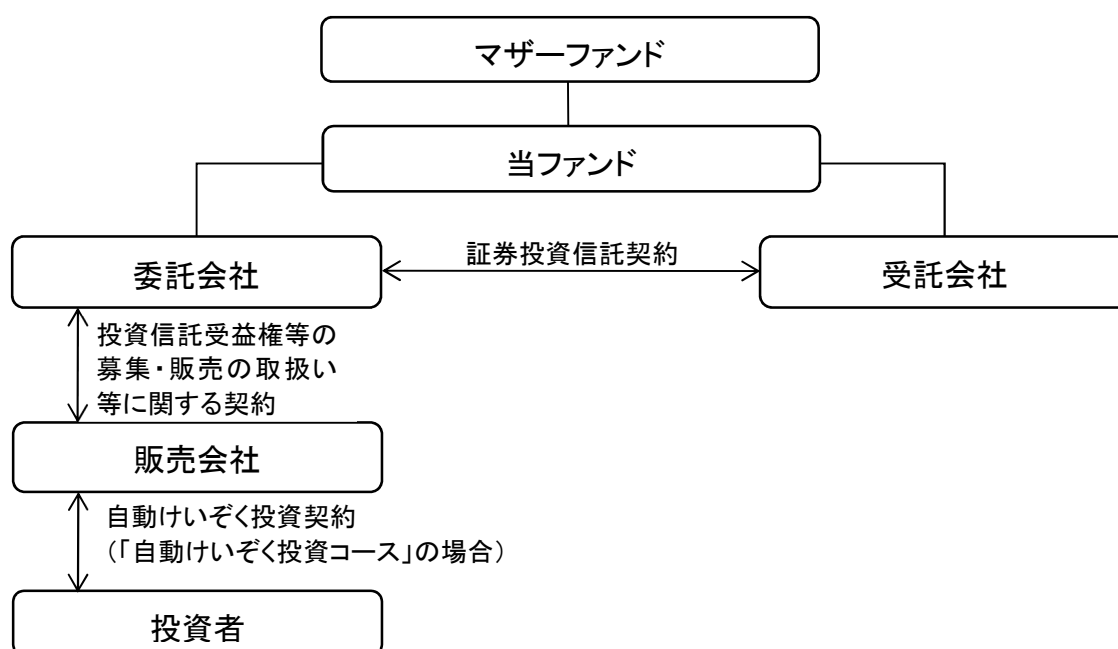 マザーファンド
当ファンド
委託会社
証券投資信託契約
受託会社
投資信託受益権等の
募集・販売の取扱い
等に関する契約
販売会社
自動けいぞく投資契約
（「自動けいぞく投資コース」の場合）
投資者